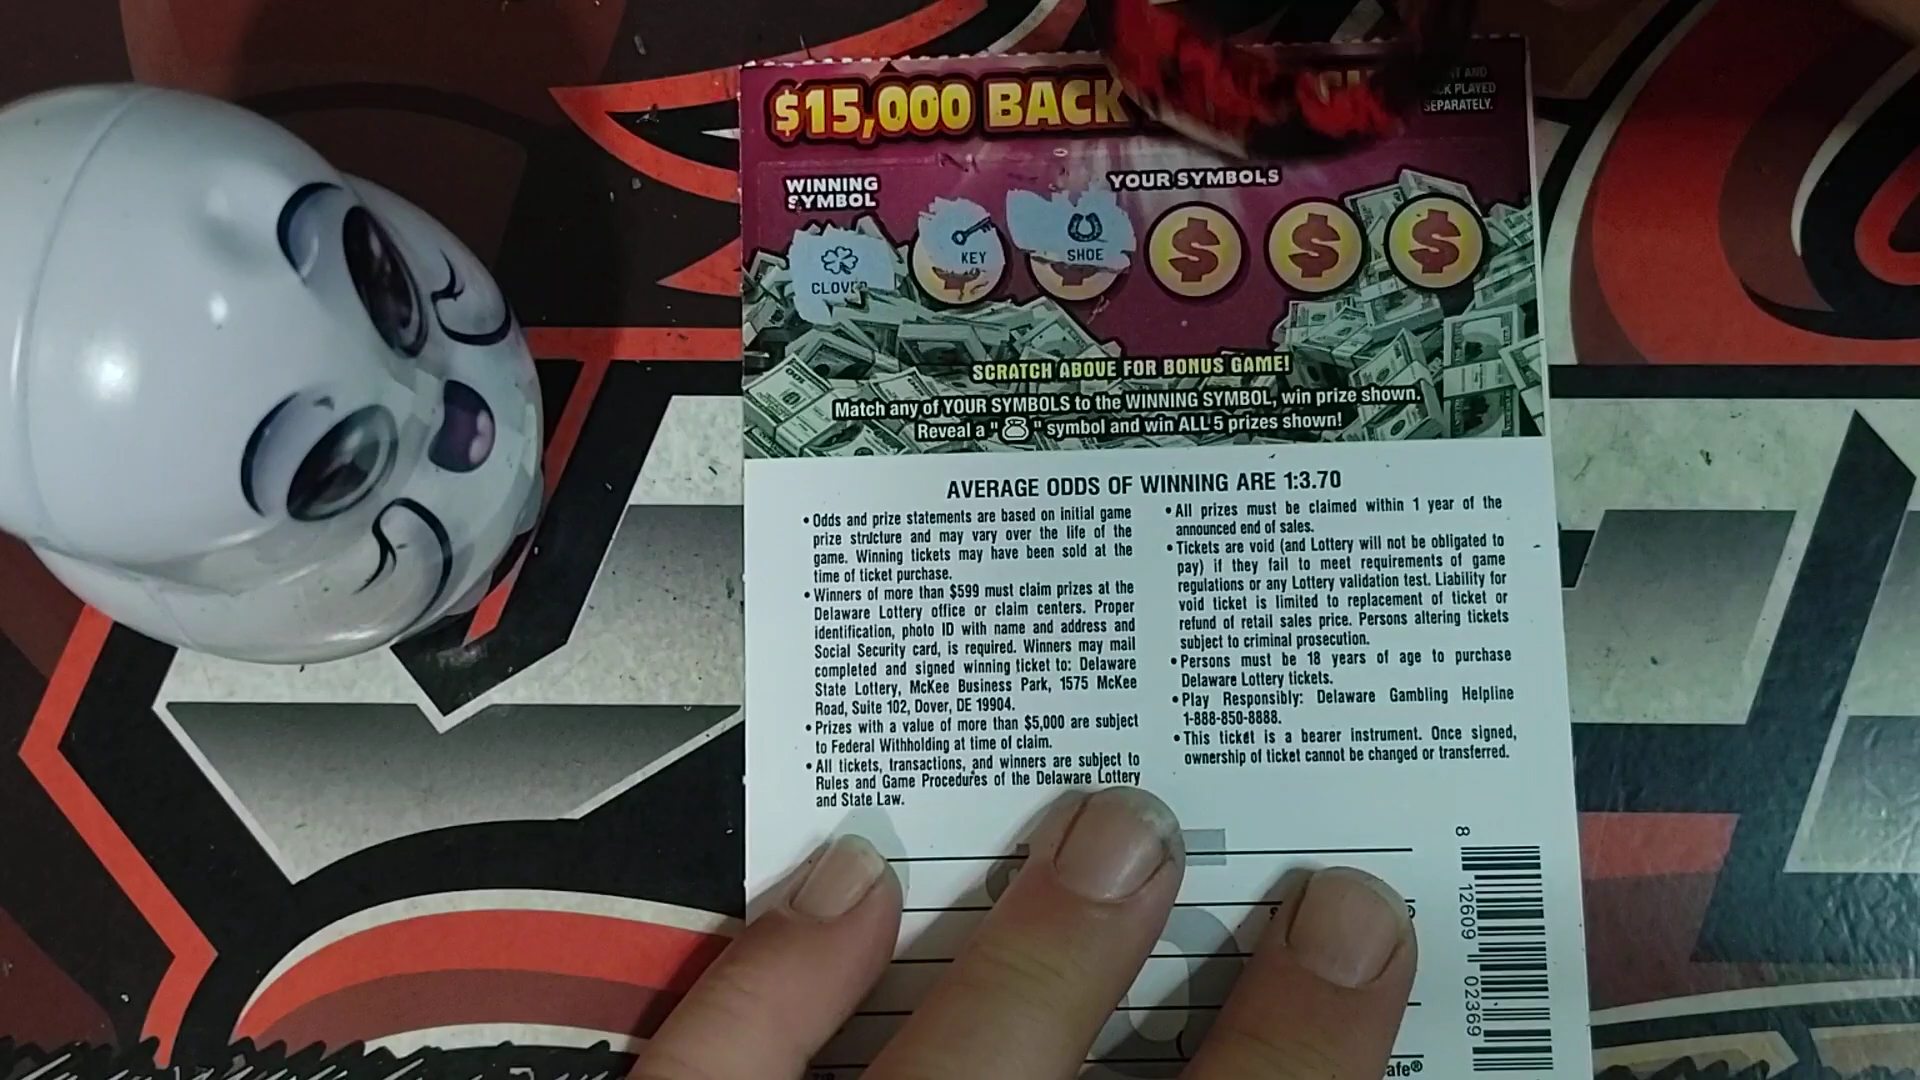 $15,000 BACK
AND
PLAYED
SEPARATELY.
WINNING
SYMBOL
YOUR SYMBOLS
CLOVER
KEY
SHOE
SCRATCH ABOVE FOR BONUS GAME!
Match any of YOUR SYMBOLS to the WINNING SYMBOL, win prize shown.
Reveal a " " symbol and win ALL 5 prizes shown!
AVERAGE ODDS OF WINNING ARE 1:3.70
• Odds and prize statements are based on initial game
prize structure and may vary over the life of the
game. Winning tickets may have been sold at the
time of ticket purchase.
• Winners of more than $599 must claim prizes at the
Delaware Lottery office or claim centers. Proper
identification, photo ID with name and address and
Social Security card, is required. Winners may mail
completed and signed winning ticket to: Delaware
State Lottery, McKee Business Park, 1575 McKee
Road, Suite 102, Dover, DE 19904.
• Prizes with a value of more than $5,000 are subject
to Federal Withholding at time of claim.
• All tickets, transactions, and winners are subject to
Rules and Game Procedures of the Delaware Lottery
and State Law.
• All prizes must be claimed within 1 year of the
announced end of sales.
• Tickets are void (and Lottery will not be obligated to
pay) if they fail to meet requirements of game
regulations or any Lottery validation test. Liability for
void ticket is limited to replacement of ticket or
refund of retail sales price. Persons altering tickets
subject to criminal prosecution.
• Persons must be 18 years of age to purchase
Delaware Lottery tickets.
• Play Responsibly: Delaware Gambling Helpline
1-888-850-8888.
• This ticket is a bearer instrument. Once signed,
ownership of ticket cannot be changed or transferred.
8 12609 02369